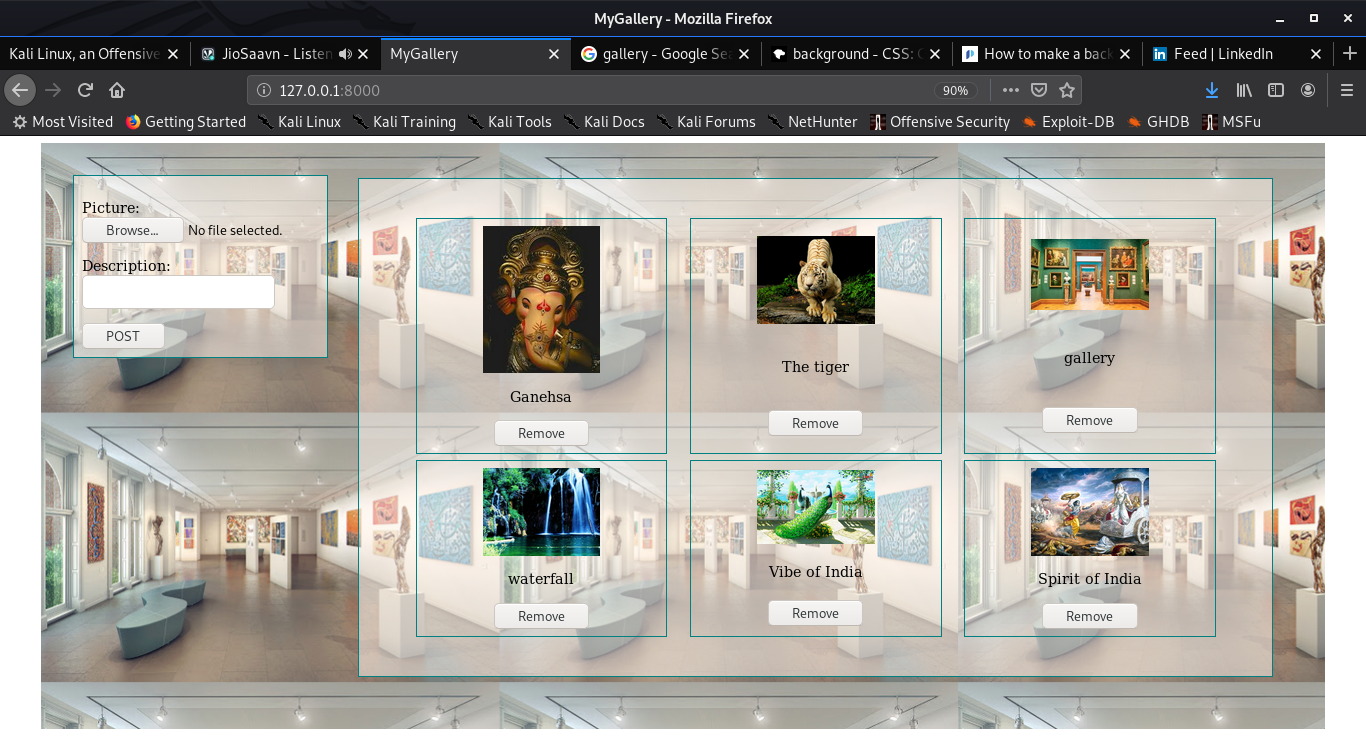 MyGallery - Mozilla Firefox
Kali Linux, an Offensive
JioSaavn - Listen
MyGallery
gallery - Google Sea
background - CSS: C
How to make a back
Feed | LinkedIn
127.0.0.1:8000
90%
Most Visited
Getting Started
Kali Linux
Kali Training
Kali Tools
Kali Docs
Kali Forums
NetHunter
Offensive Security
Exploit-DB
GHDB
MSFu
Picture:
Browse...
No file selected.
Description:
POST
Ganehsa
Remove
The tiger
Remove
gallery
Remove
waterfall
Remove
Vibe of India
Remove
Spirit of India
Remove